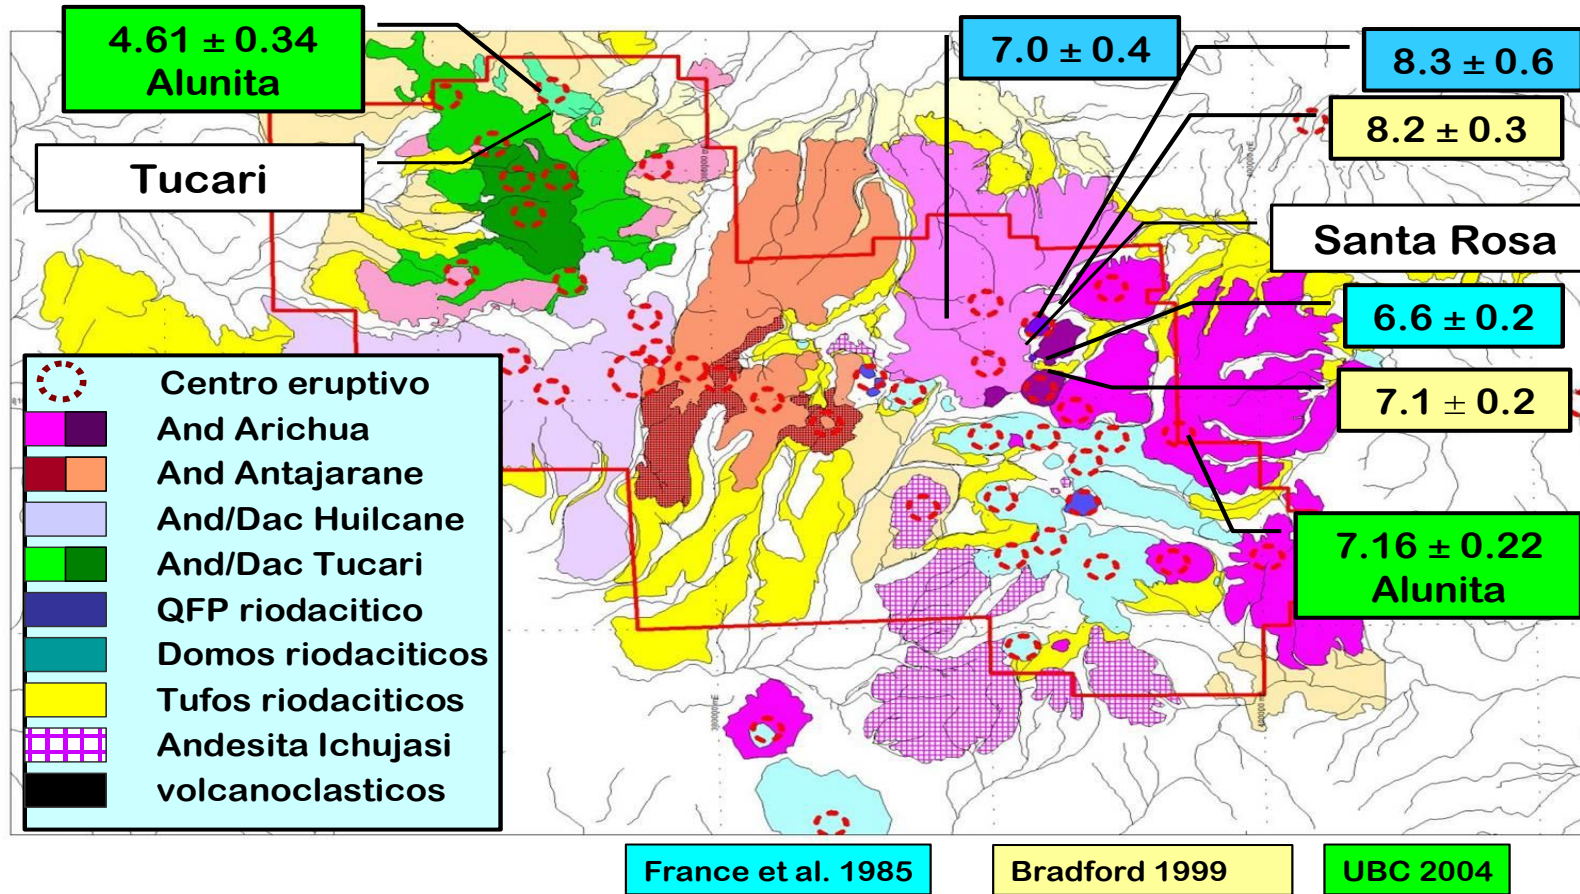 4.61 ± 0.34
Alunita
7.0 ± 0.4
8.3 ± 0.6
8.2 ± 0.3
Tucari
Santa Rosa
6.6 ± 0.2
7.1 ± 0.2
7.16 ± 0.22
Alunita
Centro eruptivo
And Arichua
And Antajarane
And/Dac Huilcane
And/Dac Tucari
QFP riodacitico
Domos riodaciticos
Tufos riodaciticos
Andesita Ichujasi
volcanoclasticos
France et al. 1985
Bradford 1999
UBC 2004